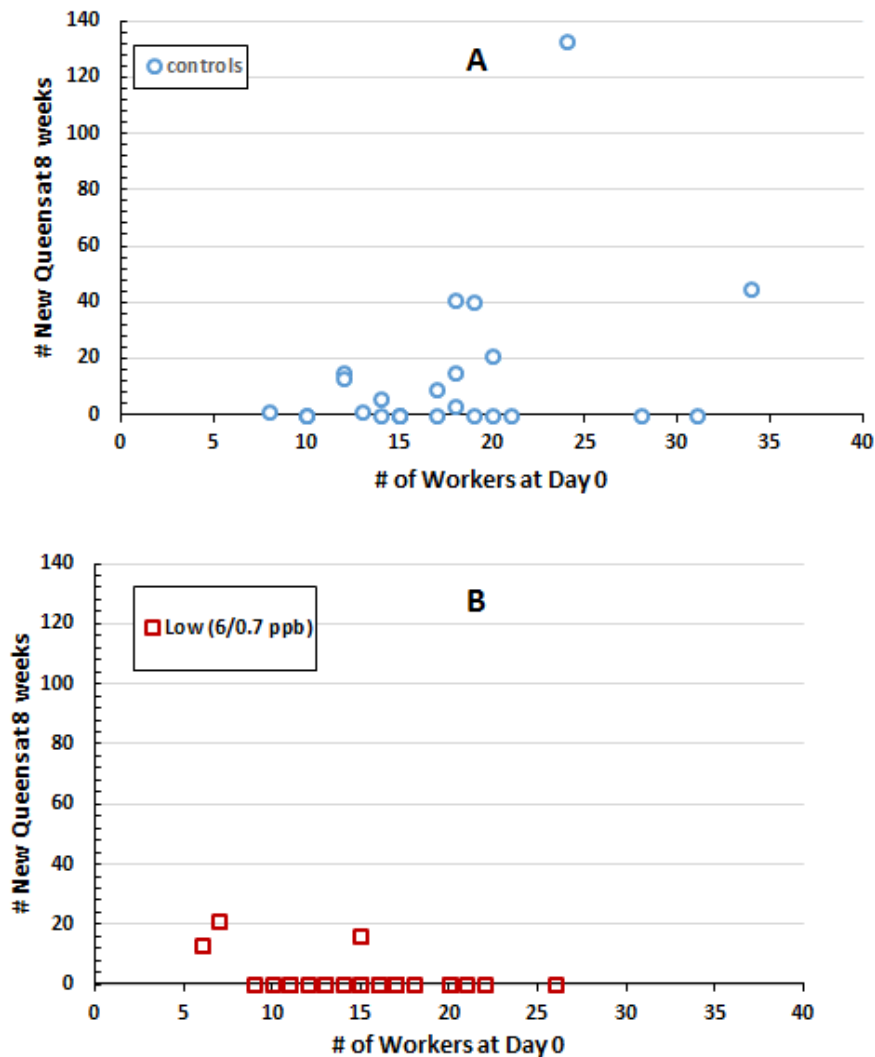 A
controls
140
120
100
80
60
40
20
0
# New Queensat8 weeks
0 5 10 15 20 25 30 35 40
# of Workers at Day 0
B
Low (6/0.7 ppb)
140
120
100
80
60
40
20
0
# New Queensat8 weeks
0 5 10 15 20 25 30 35 40
# of Workers at Day 0